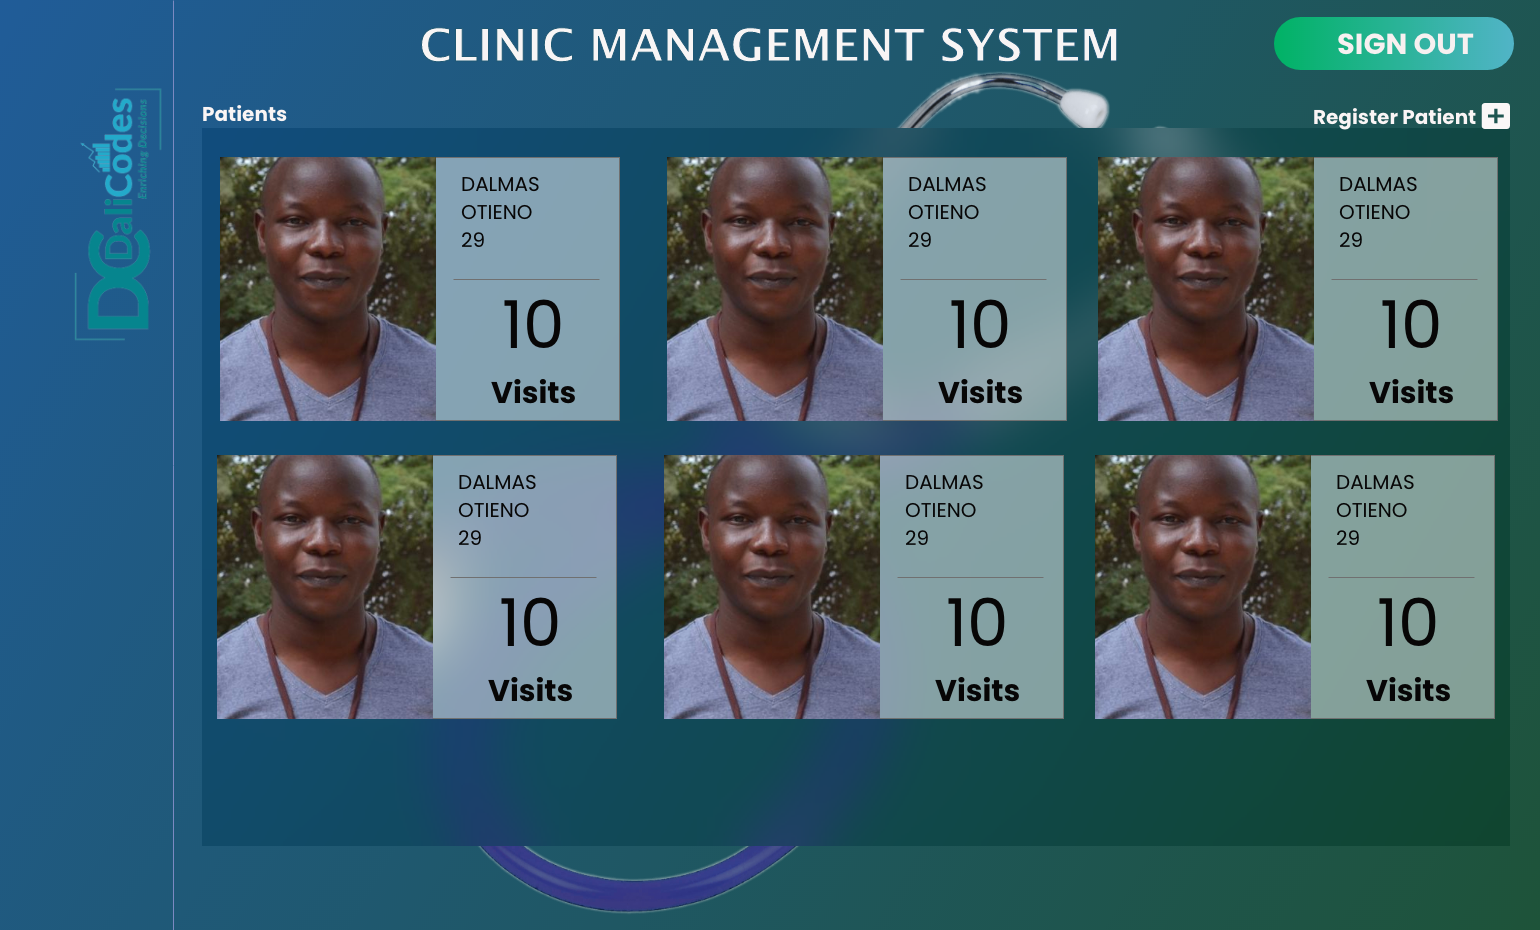 CLINIC MANAGEMENT SYSTEM
SIGN OUT
DC
DaliCodes
Enriching Decisions
Patients
Register Patient
DALMAS
OTIENO
29
10
Visits
DALMAS
OTIENO
29
10
Visits
DALMAS
OTIENO
29
10
Visits
DALMAS
OTIENO
29
10
Visits
DALMAS
OTIENO
29
10
Visits
DALMAS
OTIENO
29
10
Visits